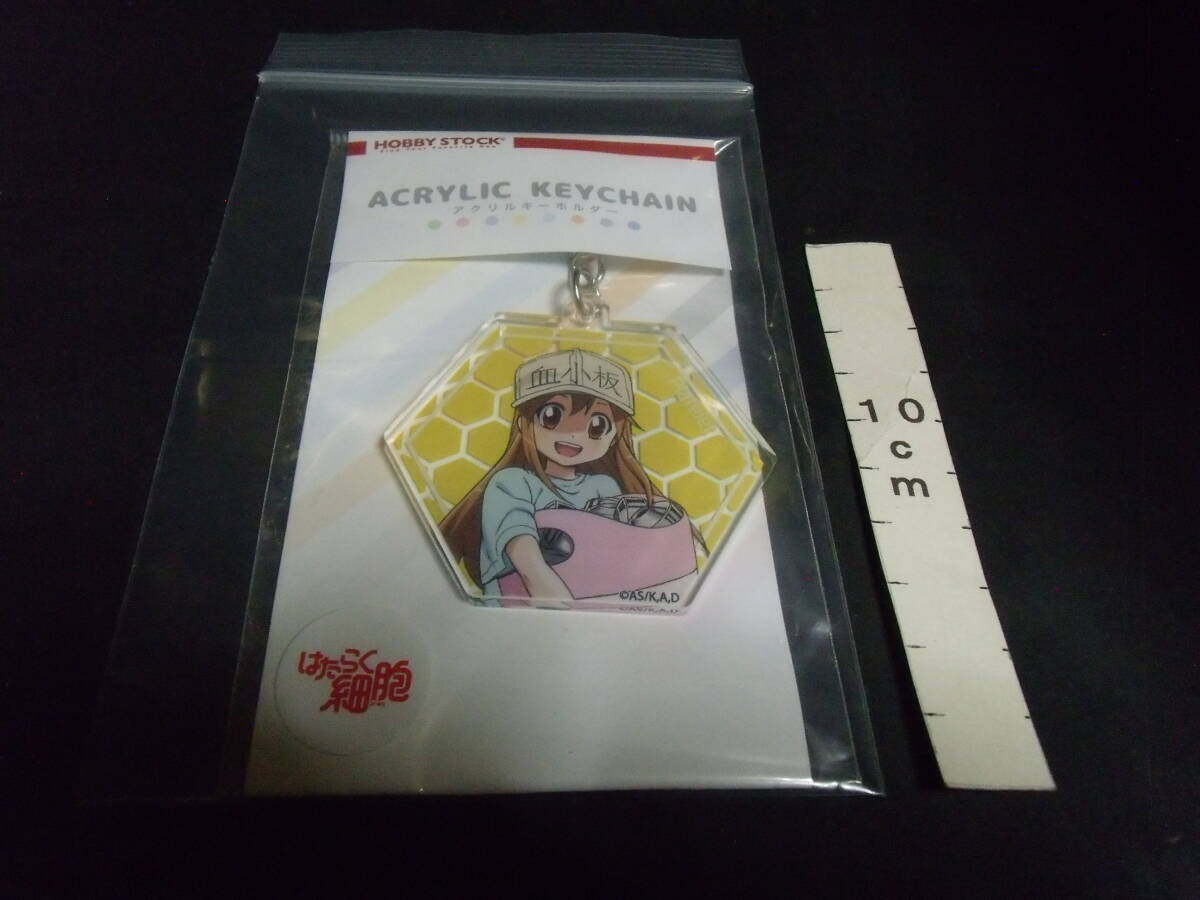 HOBBY STOCK
ACRYLIC KEYCHAIN
アクリルキーホルダー
血小板
©AS/K,A,D
はたらく
細胞
10
cm